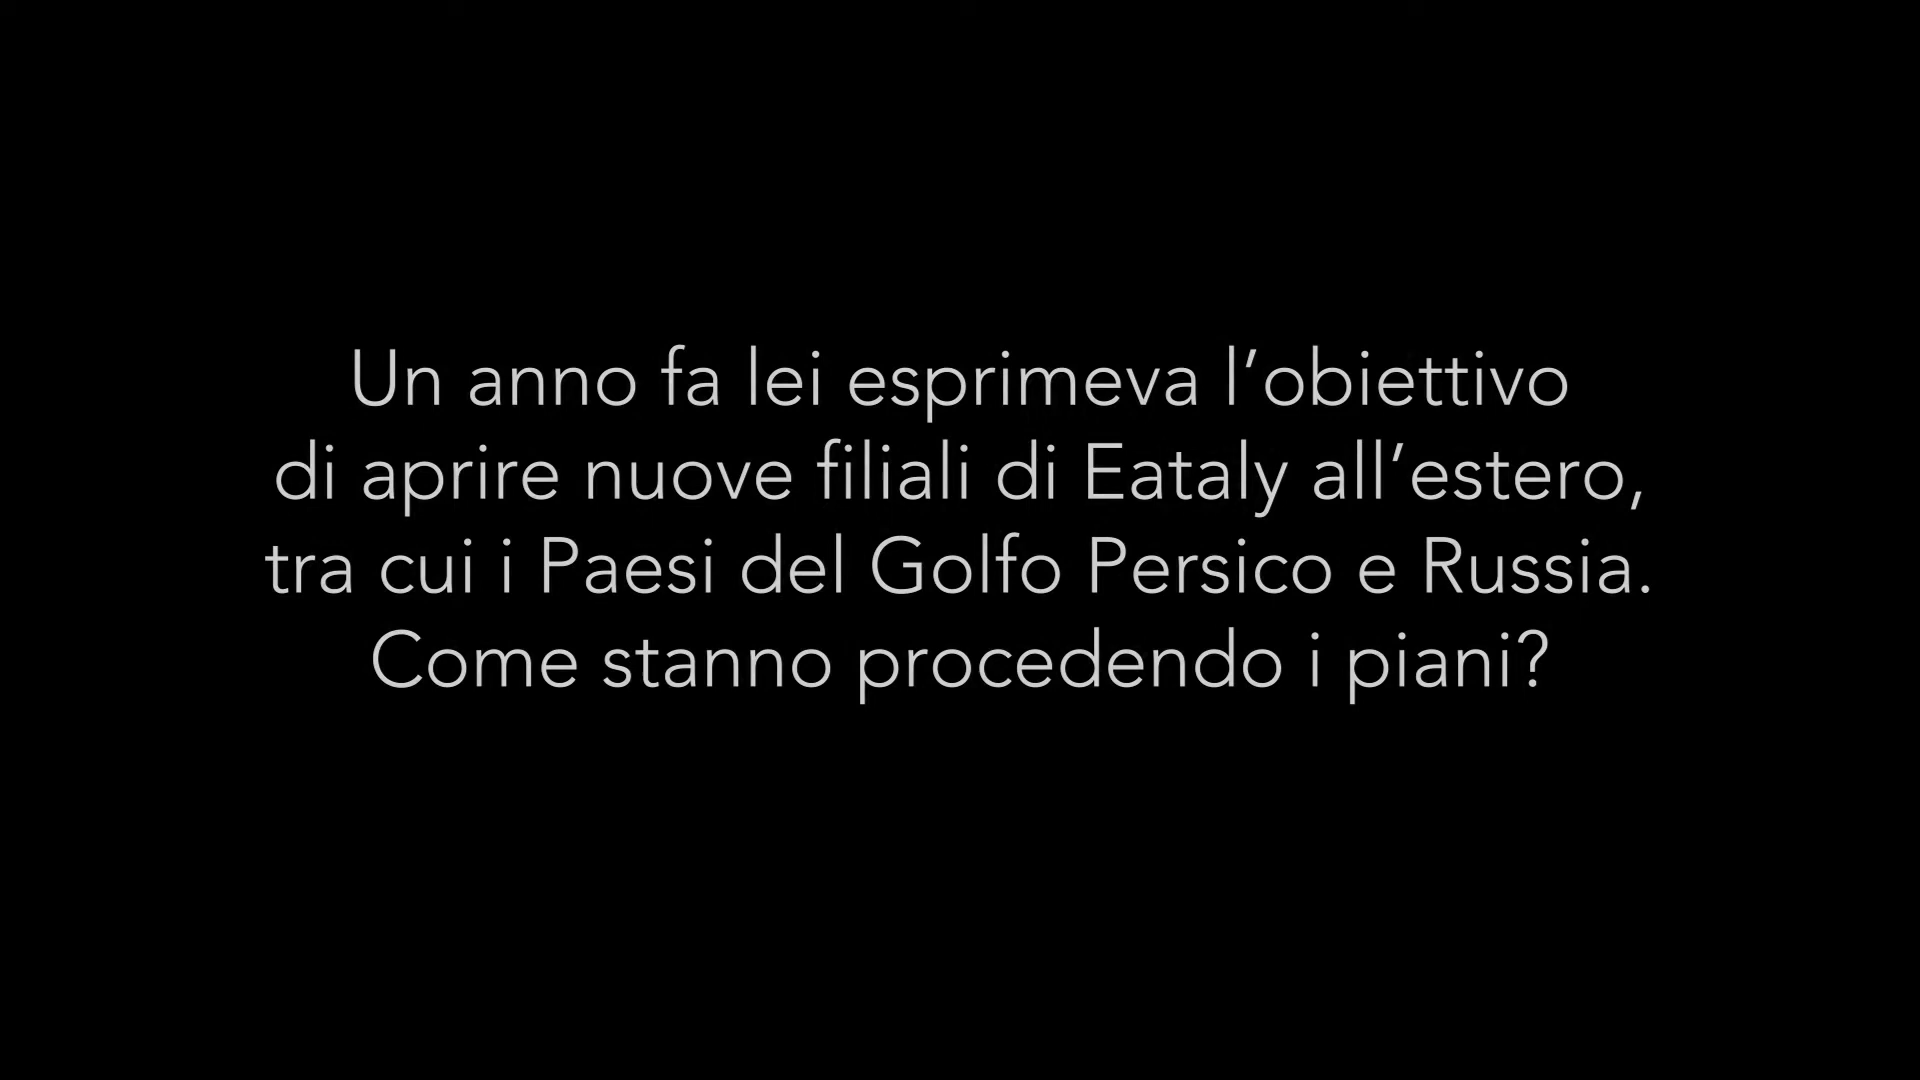 Un anno fa lei esprimeva l’obiettivo
di aprire nuove filiali di Eataly all’estero,
tra cui i Paesi del Golfo Persico e Russia.
Come stanno procedendo i piani?